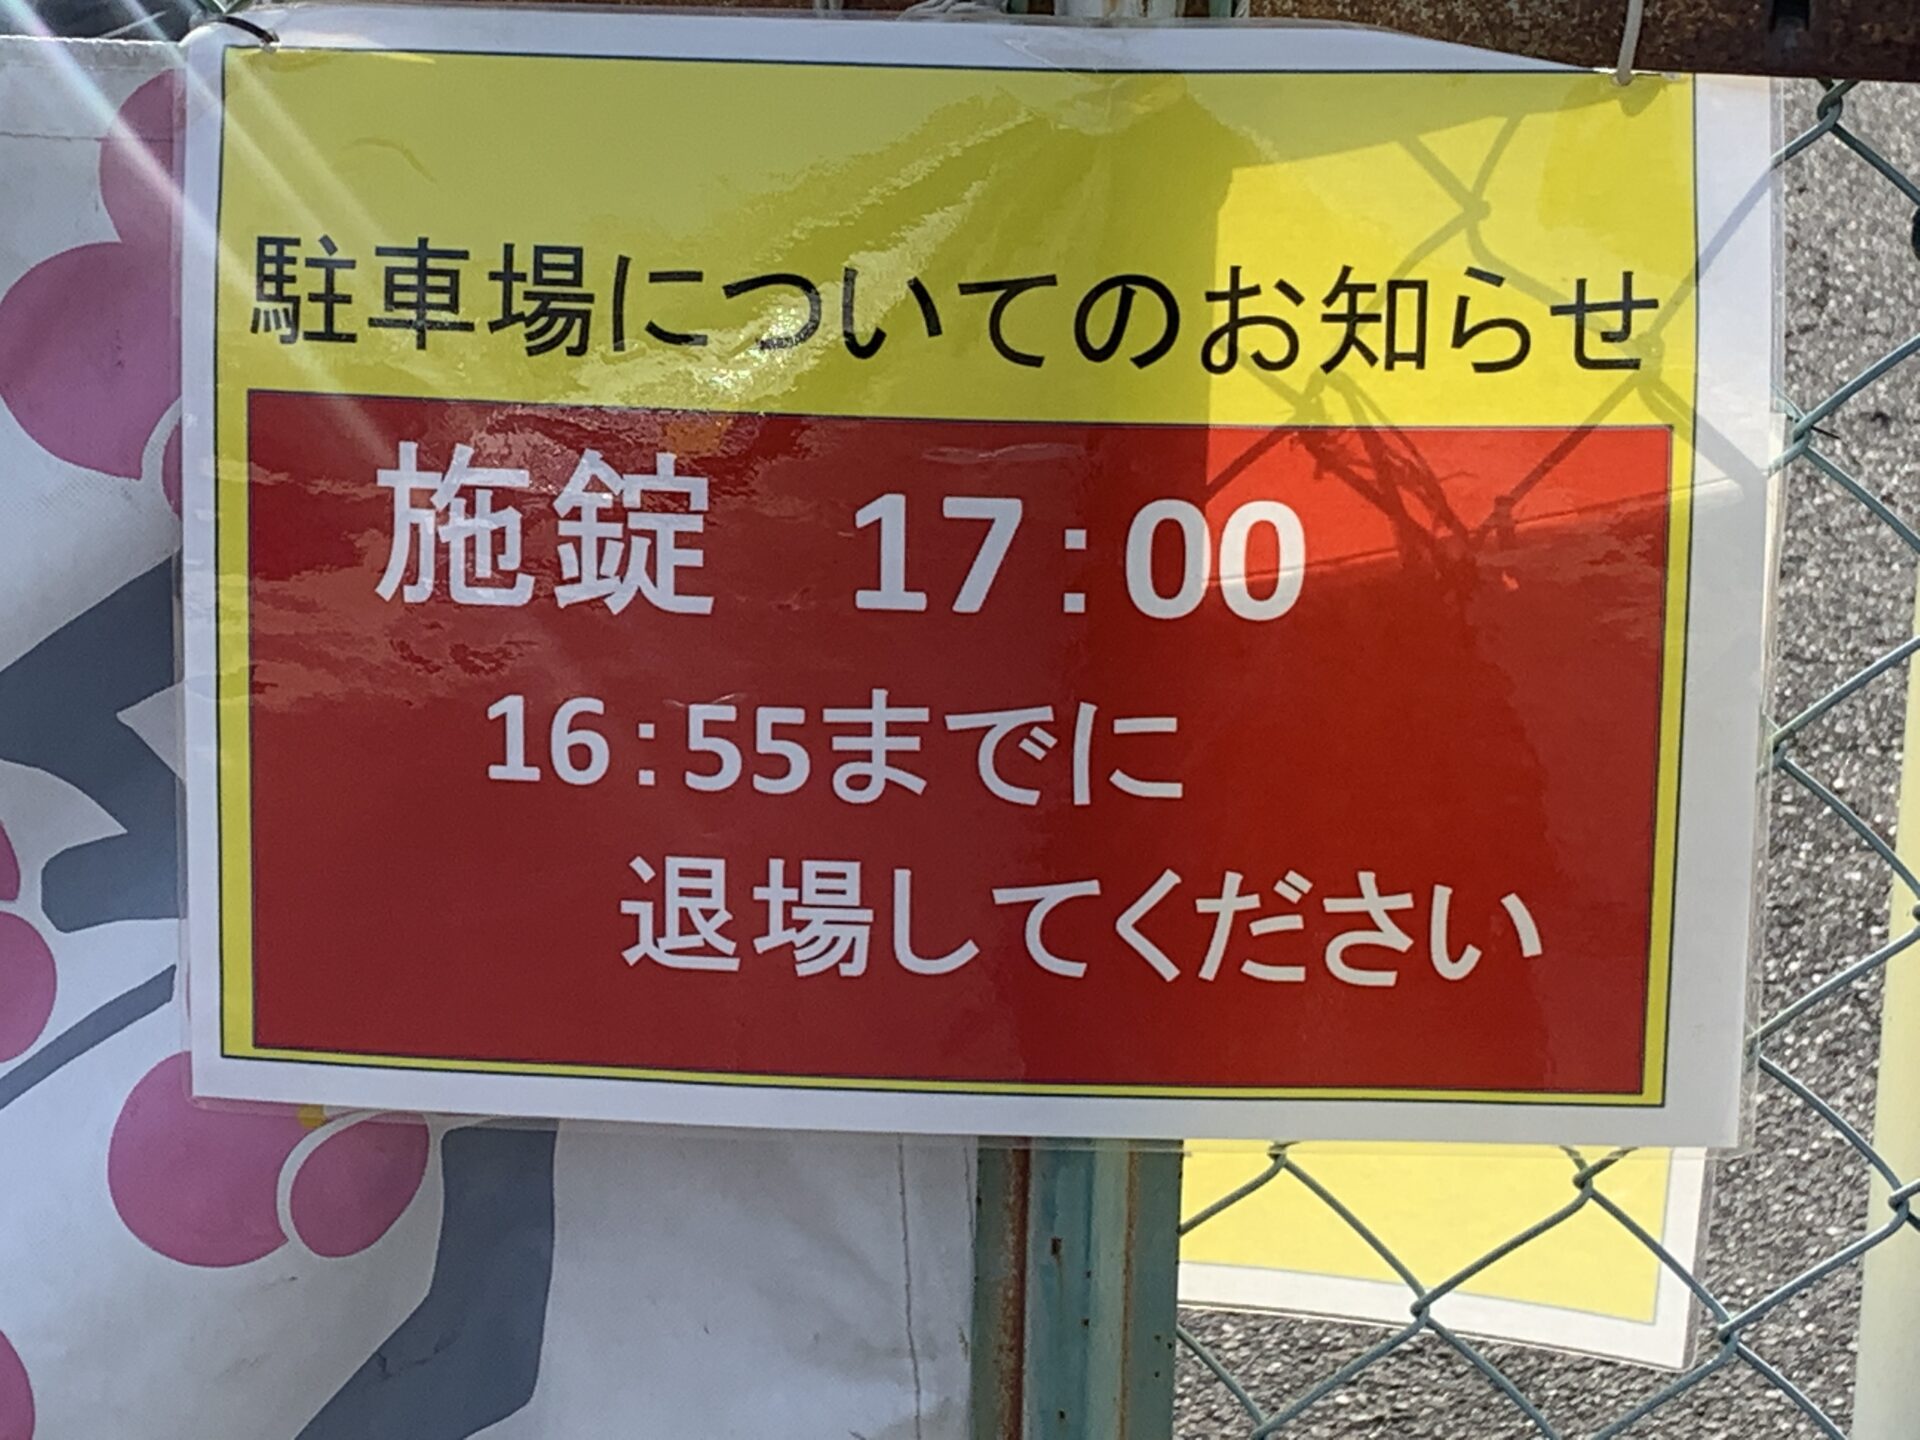 駐車場についてのお知らせ
施錠　17：00
16：55までに
退場してください